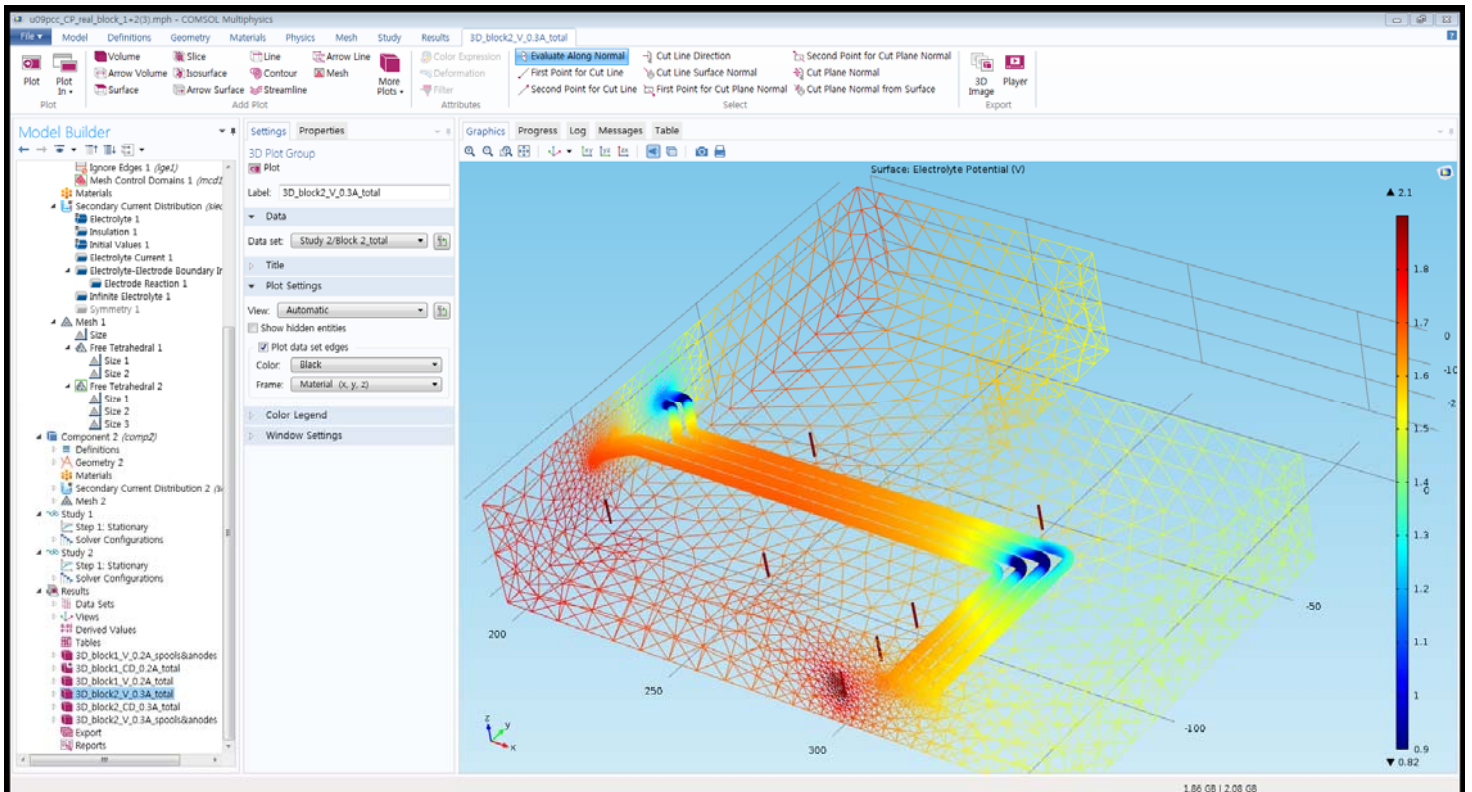 u09pcc_CP_real_block_1+2(3).mph - COMSOL Multiphysics
File Model Definitions Geometry Materials Physics Mesh Study Results 3D_block2_V_0.3A_total
Volume Slice Line Arrow Line Color Expression Evaluate Along Normal Cut Line Direction Second Point for Cut Plane Normal
Arrow Volume Isosurface Contour Mesh Deformation First Point for Cut Line Cut Line Surface Normal Cut Plane Normal
Surface Arrow Surface Streamline Filter Second Point for Cut Line First Point for Cut Plane Normal Cut Plane Normal from Surface
Plot Plot In More Plots 3D Image Player
Plot Add Plot Attributes Select Export
Model Builder
Ignore Edges 1 (ige1)
Mesh Control Domains 1 (mcd1
Materials
Secondary Current Distribution (siec
Electrolyte 1
Insulation 1
Initial Values 1
Electrolyte Current 1
Electrolyte-Electrode Boundary Ir
Electrode Reaction 1
Infinite Electrolyte 1
Symmetry 1
Mesh 1
Size
Free Tetrahedral 1
Size 1
Size 2
Free Tetrahedral 2
Size 1
Size 2
Size 3
Component 2 (comp2)
Definitions
Geometry 2
Materials
Secondary Current Distribution 2
Mesh 2
Study 1
Step 1: Stationary
Solver Configurations
Study 2
Step 1: Stationary
Solver Configurations
Results
Data Sets
Views
Derived Values
Tables
3D_block1_V_0.2A_spools&anodes
3D_block1_CD_0.2A_total
3D_block1_V_0.2A_total
3D_block2_V_0.3A_total
3D_block2_CD_0.3A_total
3D_block2_V_0.3A_spools&anodes
Export
Reports
Settings Properties
3D Plot Group
Plot
Label: 3D_block2_V_0.3A_total
Data
Data set: Study 2/Block 2_total
Title
Plot Settings
View: Automatic
Show hidden entities
Plot data set edges
Color: Black
Frame: Material (x, y, z)
Color Legend
Window Settings
Graphics Progress Log Messages Table
Surface: Electrolyte Potential (V)
200
250
300
-50
-100
z
y
x
0
-10
-2
0
2.1
1.8
1.7
1.6
1.5
1.4
1.3
1.2
1.1
1
0.9
0.82
1.86 GB | 2.08 GB